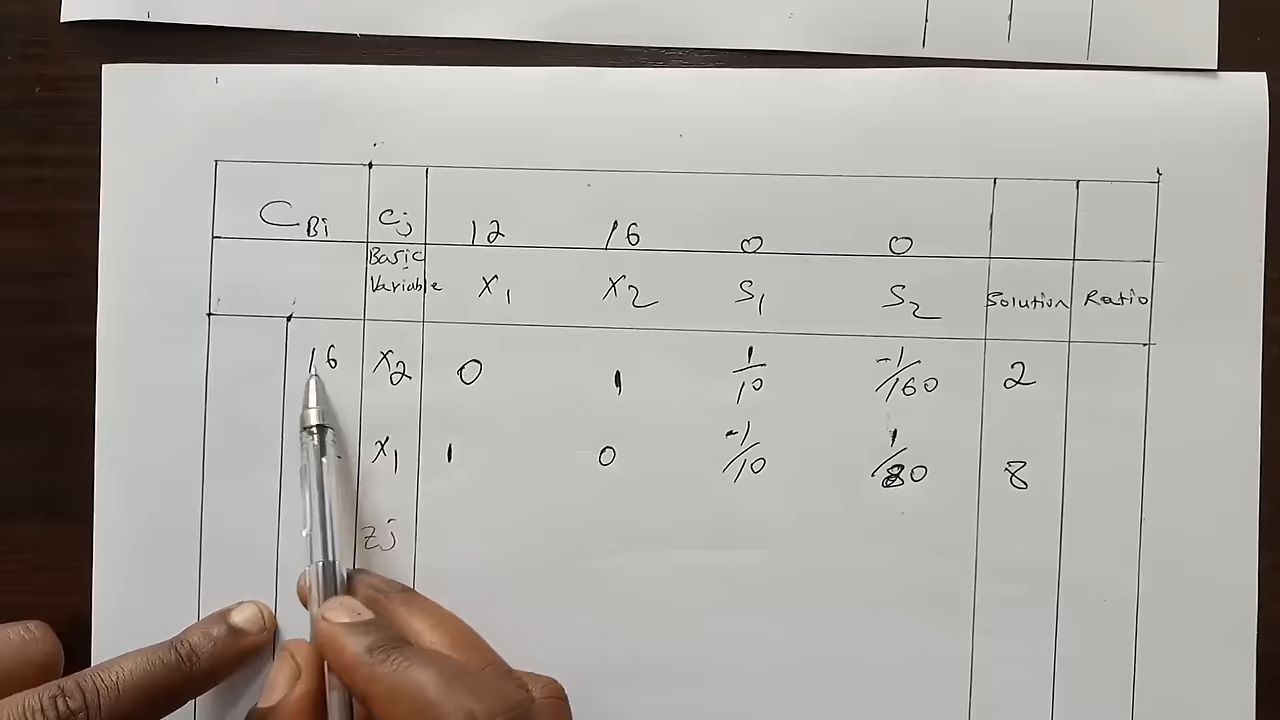 CBi Cj 12 16 0 0
Basic Variable X1 X2 S1 S2 Solution Ratio
16 X2 0 1 1/10 -1/160 2
X1 1 0 -1/10 1/80 8
Zj